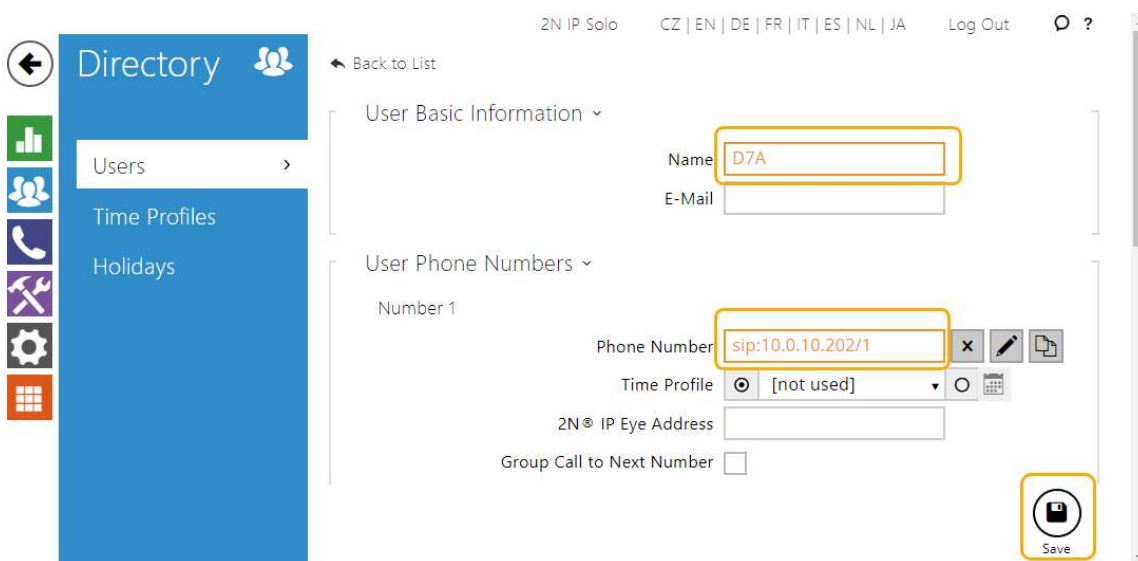 2N IP Solo CZ | EN | DE | FR | IT | ES | NL | JA Log Out ?
Directory
Back to List
Users
Time Profiles
Holidays
User Basic Information
Name D7A
E-Mail
User Phone Numbers
Number 1
Phone Number sip:10.0.10.202/1
Time Profile [not used]
2N® IP Eye Address
Group Call to Next Number
Save